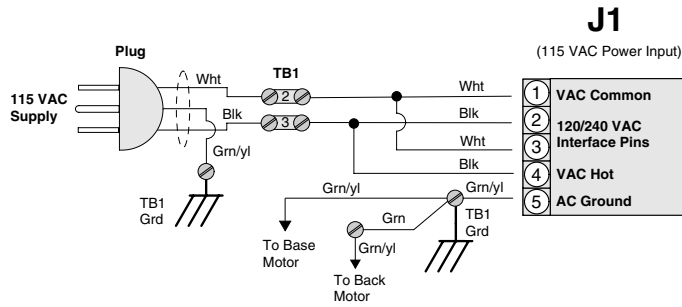 J1
(115 VAC Power Input)
Plug
115 VAC
Supply
Wht
TB1
2
Wht
1 VAC Common
Blk
3
Blk
2 120/240 VAC
Interface Pins
Wht
3
Blk
4 VAC Hot
Grn/yl
TB1
Grd
Grn/yl
Grn/yl
5 AC Ground
Grn
TB1
Grd
To Base
Motor
Grn/yl
To Back
Motor